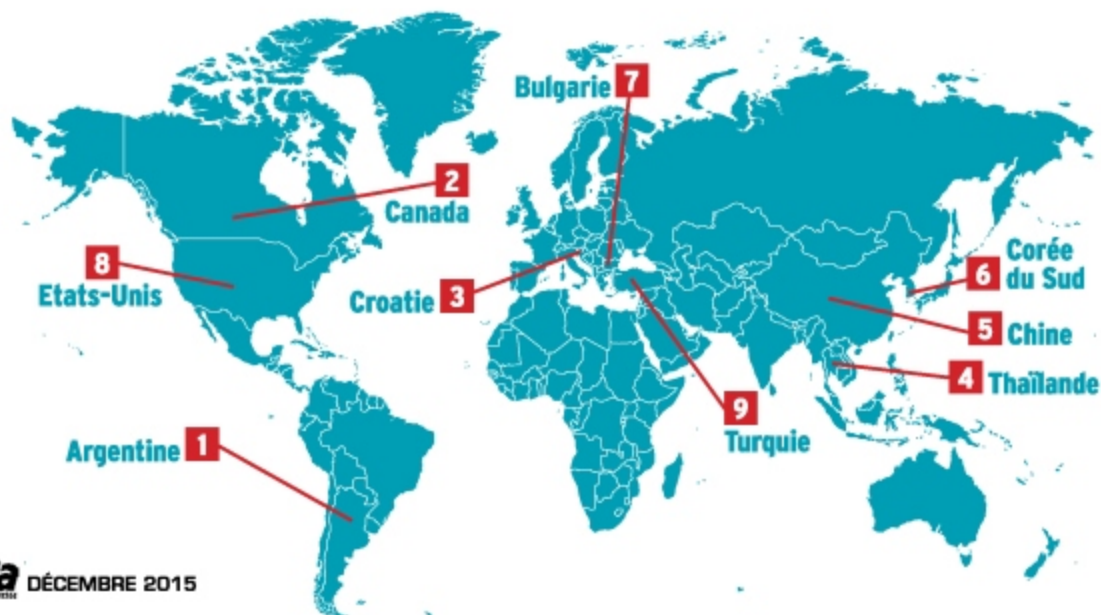 Bulgarie 7
2
Canada
8
Etats-Unis
Croatie 3
6 Corée
du Sud
5 Chine
4 Thaïlande
9
Turquie
Argentine 1
DÉCEMBRE 2015